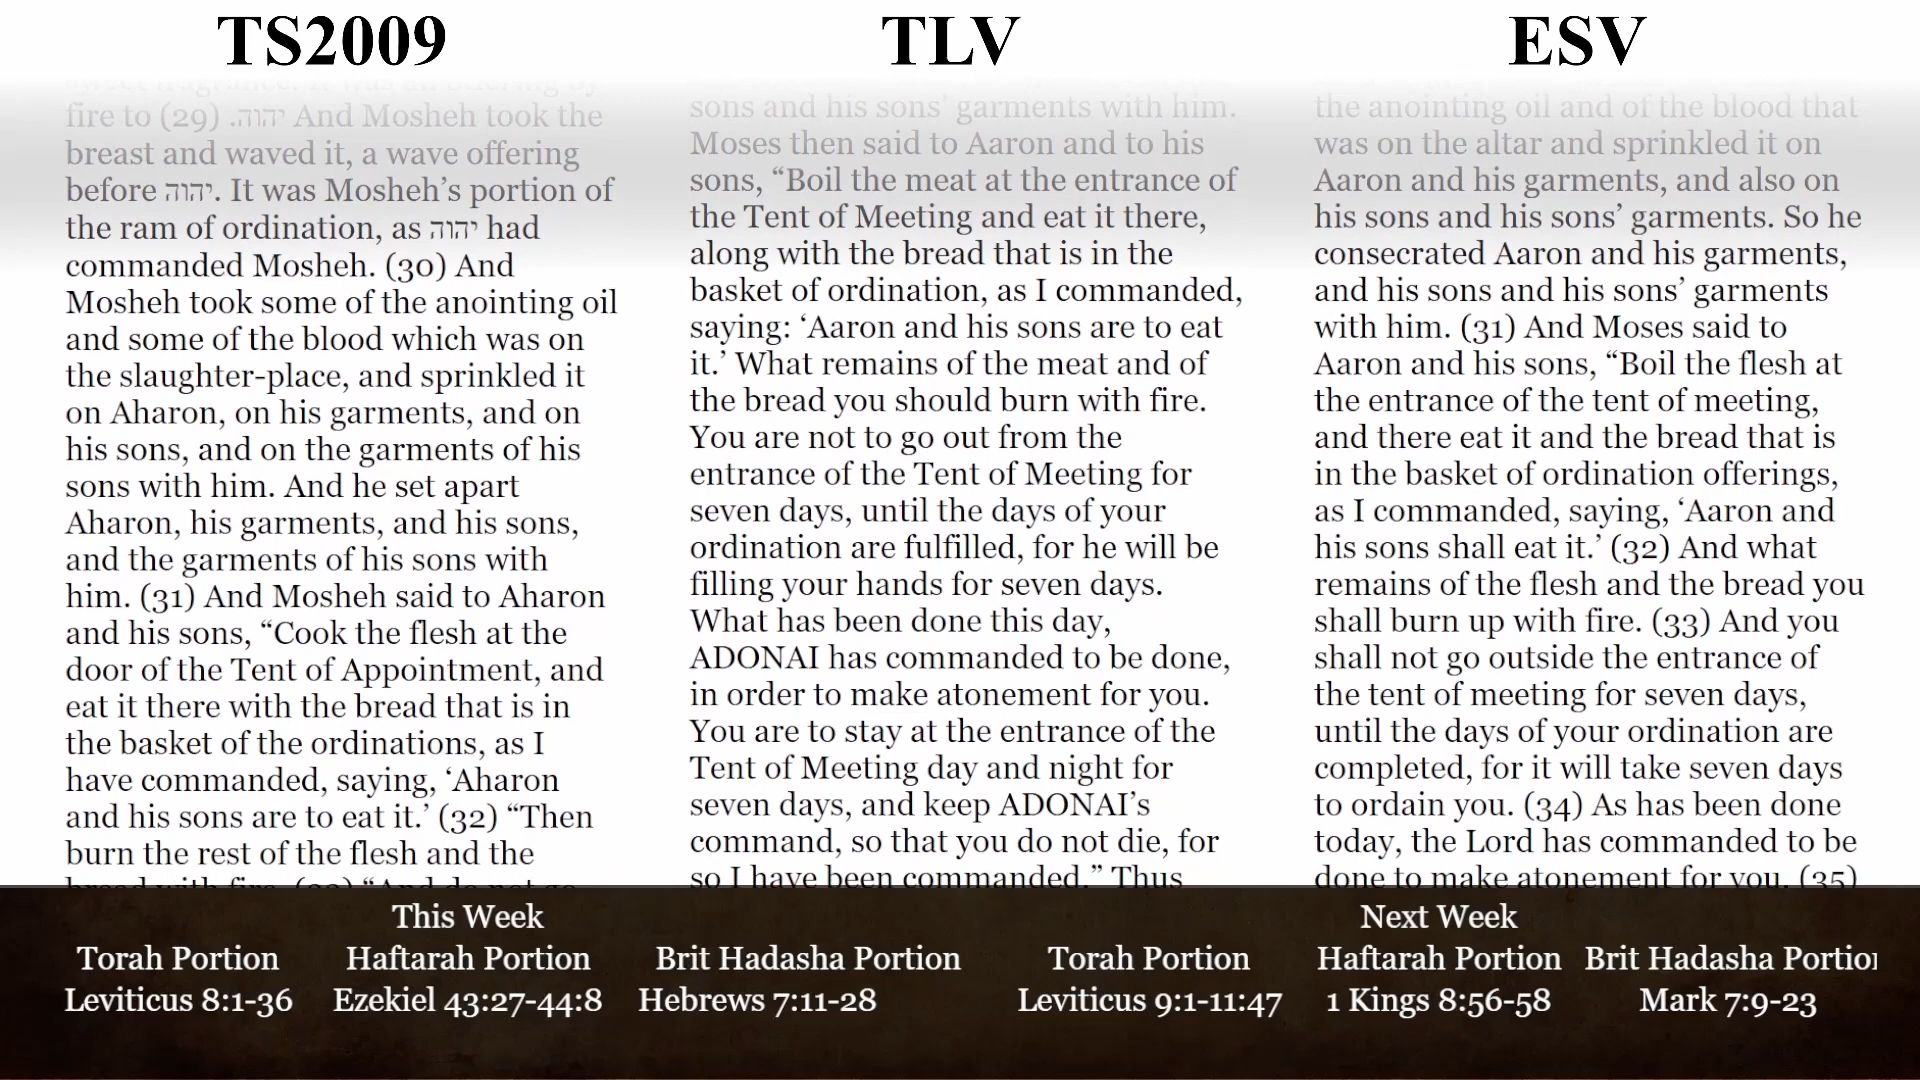 TS2009
fire to (29) .יהוה And Mosheh took the
breast and waved it, a wave offering
before יהוה. It was Mosheh’s portion of
the ram of ordination, as יהוה had
commanded Mosheh. (30) And
Mosheh took some of the anointing oil
and some of the blood which was on
the slaughter-place, and sprinkled it
on Aharon, on his garments, and on
his sons, and on the garments of his
sons with him. And he set apart
Aharon, his garments, and his sons,
and the garments of his sons with
him. (31) And Mosheh said to Aharon
and his sons, “Cook the flesh at the
door of the Tent of Appointment, and
eat it there with the bread that is in
the basket of the ordinations, as I
have commanded, saying, ‘Aharon
and his sons are to eat it.’ (32) “Then
burn the rest of the flesh and the
TLV
sons and his sons’ garments with him.
Moses then said to Aaron and to his
sons, “Boil the meat at the entrance of
the Tent of Meeting and eat it there,
along with the bread that is in the
basket of ordination, as I commanded,
saying: ‘Aaron and his sons are to eat
it.’ What remains of the meat and of
the bread you should burn with fire.
You are not to go out from the
entrance of the Tent of Meeting for
seven days, until the days of your
ordination are fulfilled, for he will be
filling your hands for seven days.
What has been done this day,
ADONAI has commanded to be done,
in order to make atonement for you.
You are to stay at the entrance of the
Tent of Meeting day and night for
seven days, and keep ADONAI’s
command, so that you do not die, for
so I have been commanded.” Thus
ESV
the anointing oil and of the blood that
was on the altar and sprinkled it on
Aaron and his garments, and also on
his sons and his sons’ garments. So he
consecrated Aaron and his garments,
and his sons and his sons’ garments
with him. (31) And Moses said to
Aaron and his sons, “Boil the flesh at
the entrance of the tent of meeting,
and there eat it and the bread that is
in the basket of ordination offerings,
as I commanded, saying, ‘Aaron and
his sons shall eat it.’ (32) And what
remains of the flesh and the bread you
shall burn up with fire. (33) And you
shall not go outside the entrance of
the tent of meeting for seven days,
until the days of your ordination are
completed, for it will take seven days
to ordain you. (34) As has been done
today, the Lord has commanded to be
done to make atonement for you. (35)
This Week
Torah Portion Haftarah Portion Brit Hadasha Portion
Leviticus 8:1-36 Ezekiel 43:27-44:8 Hebrews 7:11-28
Next Week
Torah Portion Haftarah Portion Brit Hadasha Portion
Leviticus 9:1-11:47 1 Kings 8:56-58 Mark 7:9-23